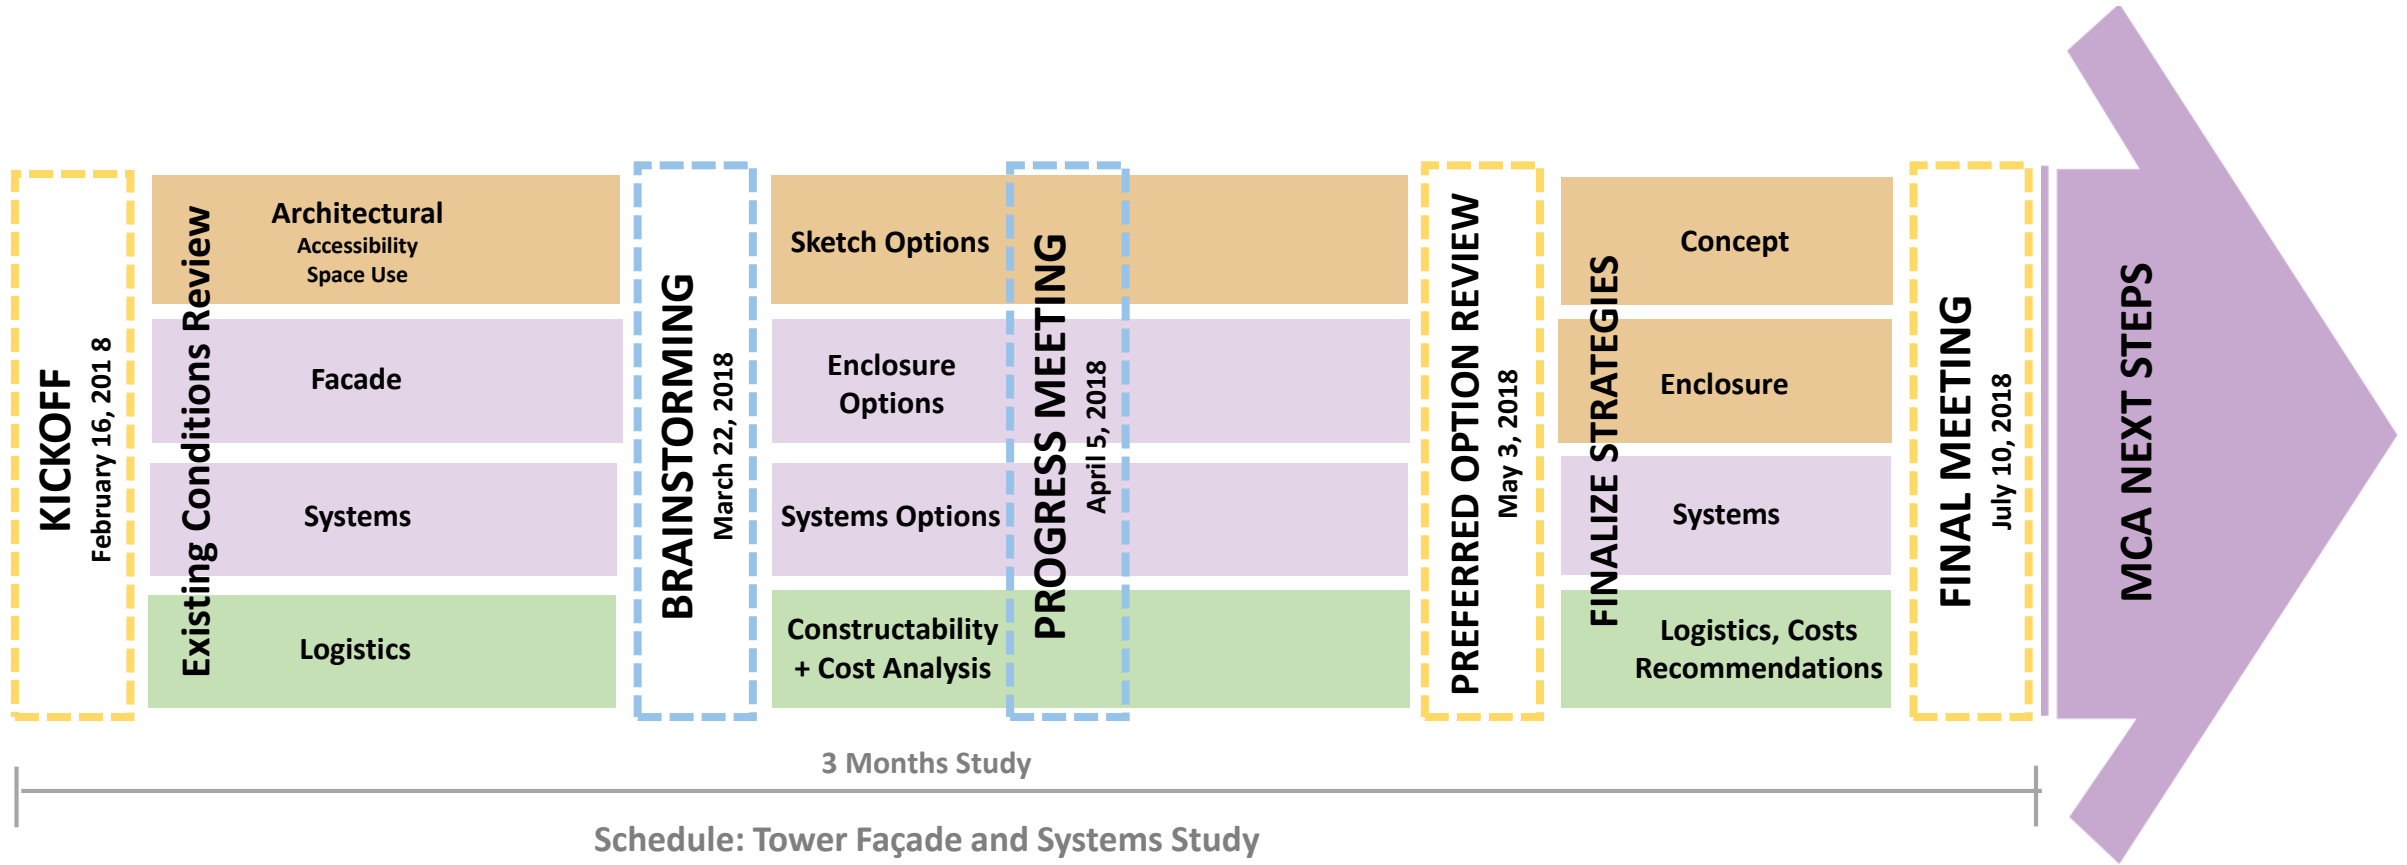 KICKOFF
February 16, 201 8
Existing Conditions Review
Architectural
Accessibility
Space Use
Facade
Systems
Logistics
BRAINSTORMING
March 22, 2018
Sketch Options
Enclosure
Options
Systems Options
Constructability
+ Cost Analysis
PROGRESS MEETING
April 5, 2018
PREFERRED OPTION REVIEW
May 3, 2018
FINALIZE STRATEGIES
Concept
Enclosure
Systems
Logistics, Costs
Recommendations
FINAL MEETING
July 10, 2018
MCA NEXT STEPS
3 Months Study
Schedule: Tower Façade and Systems Study